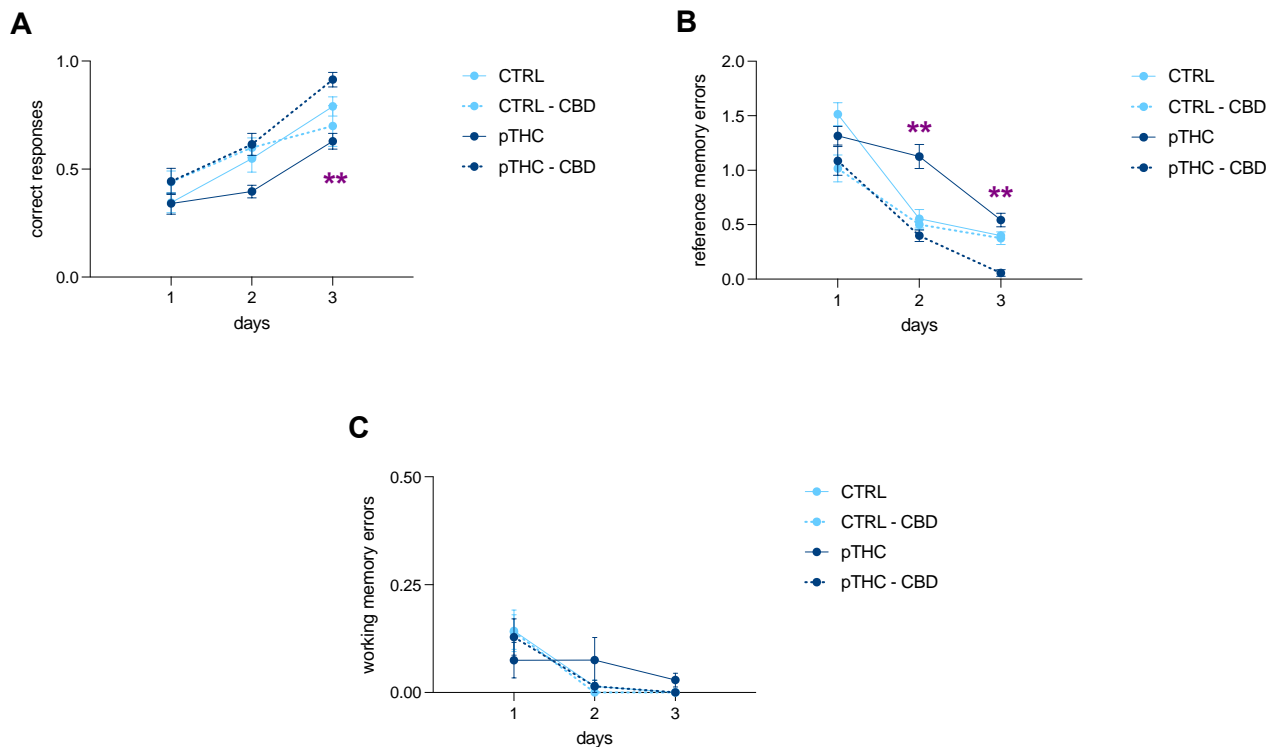 A
correct responses
1.0
0.5
0.0
1
2
3
days
**
CTRL
CTRL - CBD
pTHC
pTHC - CBD
B
reference memory errors
2.0
1.5
1.0
0.5
0.0
1
2
3
days
**
**
CTRL
CTRL - CBD
pTHC
pTHC - CBD
C
working memory errors
0.50
0.25
0.00
1
2
3
days
CTRL
CTRL - CBD
pTHC
pTHC - CBD